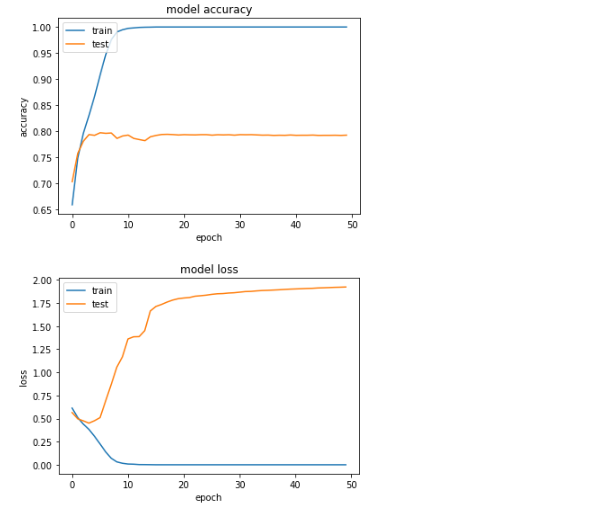 model accuracy
train
test
1.00
0.95
0.90
0.85
0.80
0.75
0.70
0.65
accuracy
0 10 20 30 40 50
epoch
model loss
train
test
2.00
1.75
1.50
1.25
1.00
0.75
0.50
0.25
0.00
loss
0 10 20 30 40 50
epoch